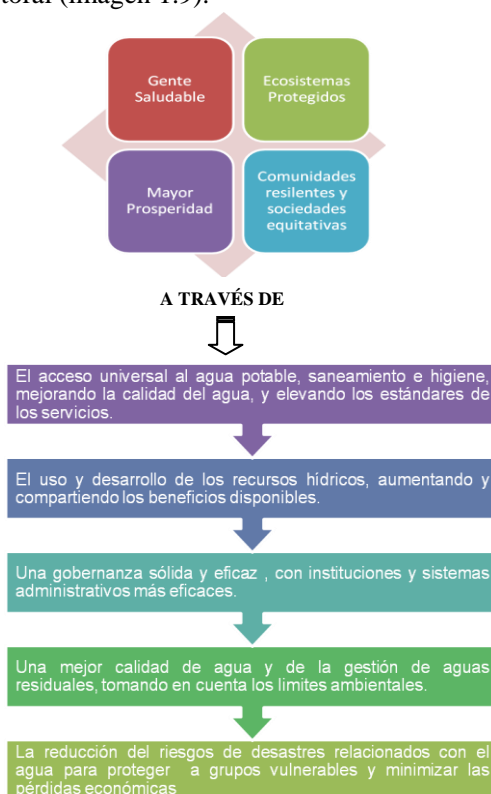 toral (Imagen 1.9).
Gente
Saludable
Ecosistemas
Protegidos
Mayor
Prosperidad
Comunidades
resilentes y
sociedades
equitativas
A TRAVÉS DE
El acceso universal al agua potable, saneamiento e higiene,
mejorando la calidad del agua, y elevando los estándares de
los servicios.
El uso y desarrollo de los recursos hídricos, aumentando y
compartiendo los beneficios disponibles.
Una gobernanza sólida y eficaz , con instituciones y sistemas
administrativos más eficaces.
Una mejor calidad de agua y de la gestión de aguas
residuales, tomando en cuenta los limites ambientales.
La reducción del riesgos de desastres relacionados con el
agua para proteger a grupos vulnerables y minimizar las
pérdidas económicas